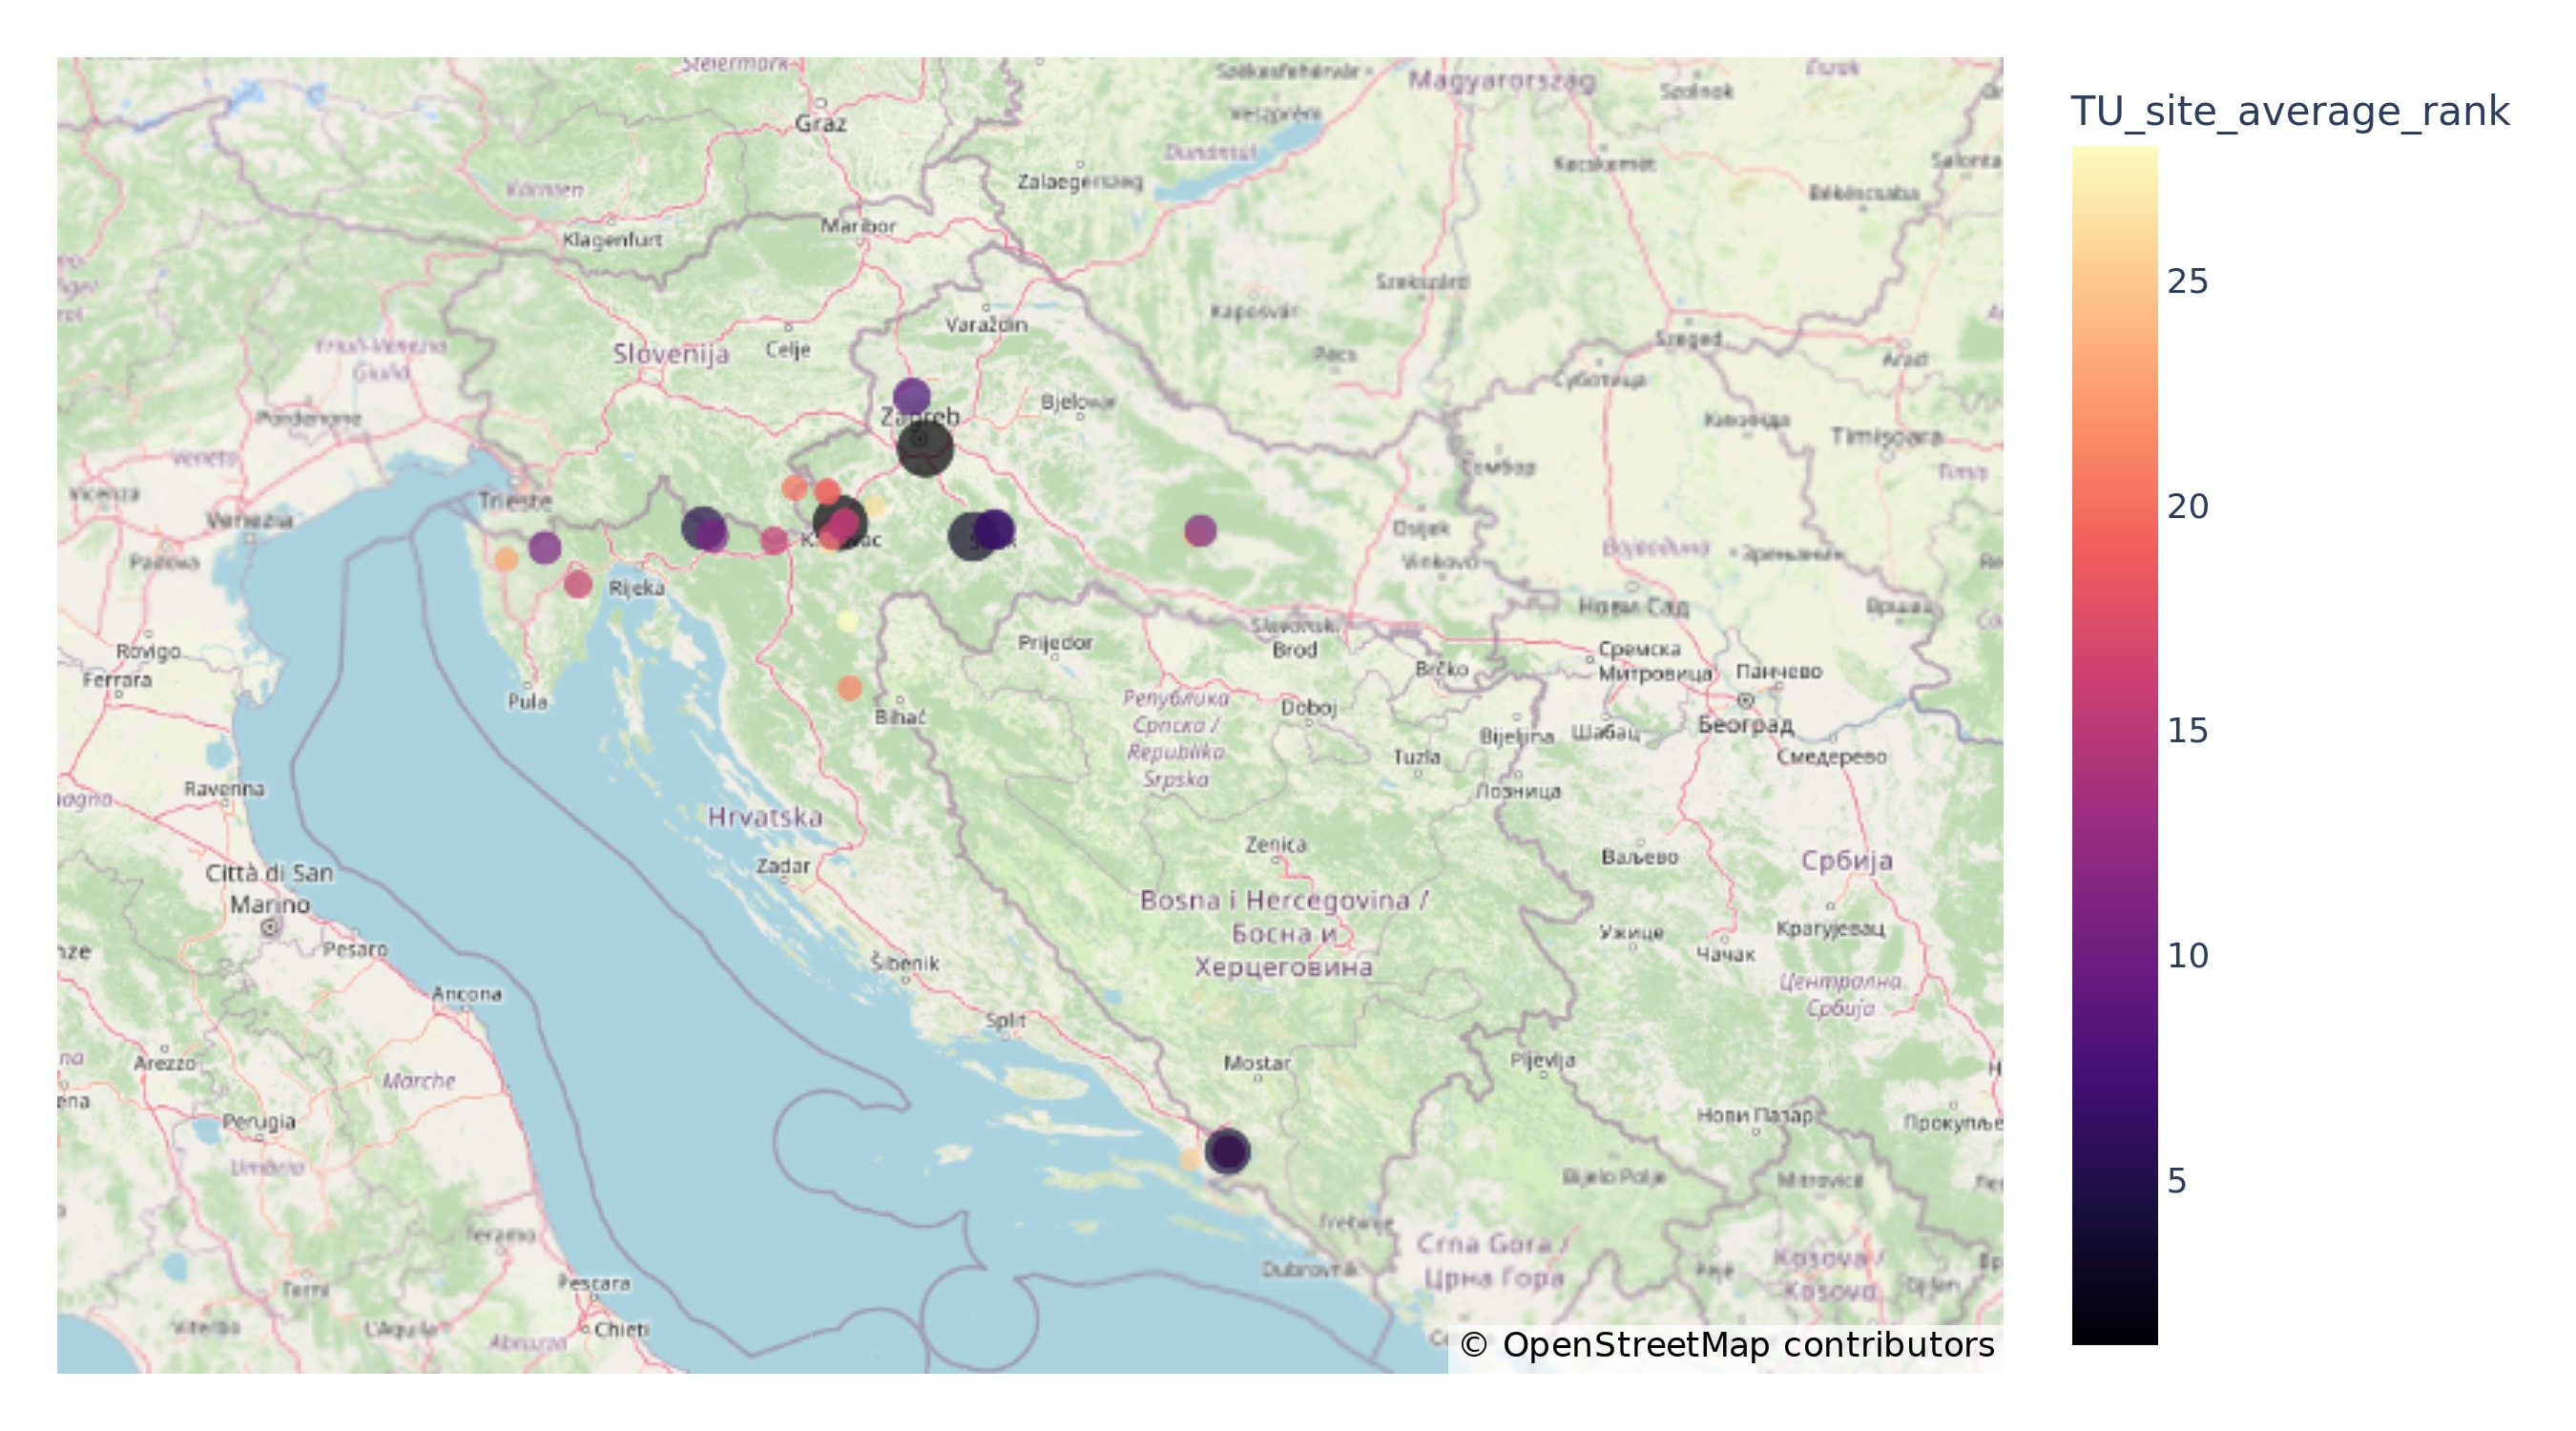 Steiermark
Székesfehérvár
Magyarország
Szolnok
Graz
Veszprém
Dunántúl
Kecskemét
Salonta
Kärnten
Zalaegerszeg
Békéscsaba
Klagenfurt
Maribor
Szekszárd
Kaposvár
Varaždin
Szeged
Friuli-Venezia
Giulia
Slovenija
Celje
Pécs
Arad
Суботица
Pordenone
Zagreb
Bjelovar
Кикинда
Timișoara
Veneto
Сомбор
Timiș
Vicenza
Trieste
Venezia
Osijek
Padova
Vinkovci
Војводина
Зрењанин
Rijeka
Нови Сад
Вршац
Rovigo
Prijedor
Slavonski
Brod
Сремска
Митровица
Ferrara
Brčko
Панчево
Pula
Bihać
Република
Српска /
Republika
Srpska
Doboj
Bijeljina
Шабац
Београд
Tuzla
Смедерево
Ravenna
Лозница
Hrvatska
Zenica
Ваљево
Србија
Zadar
Città di San
Marino
Bosna i Hercegovina /
Босна и
Херцеговина
Pesaro
Šibenik
Ужице
Чачак
Крагујевац
Ancona
Централна
Србија
Split
Arezzo
Mostar
Pljevlja
Marche
Perugia
Нови Пазар
Прокупље
Umbria
Bijelo Polje
Mitrovica
Teramo
Trebinje
Crna Gora /
Црна Гора
Kosova /
Kosovo
Dubrovnik
Terni
Pescara
Chieti
Viterbo
L'Aquila
Abruzzo
© OpenStreetMap contributors
TU_site_average_rank
25
20
15
10
5